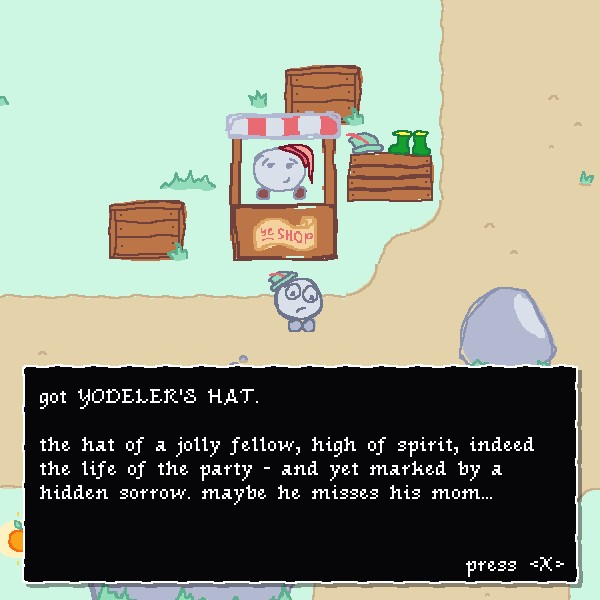 ye SHOP
got YODELER'S HAT.
the hat of a jolly fellow, high of spirit, indeed
the life of the party - and yet marked by a
hidden sorrow. maybe he misses his mom...
press <X>